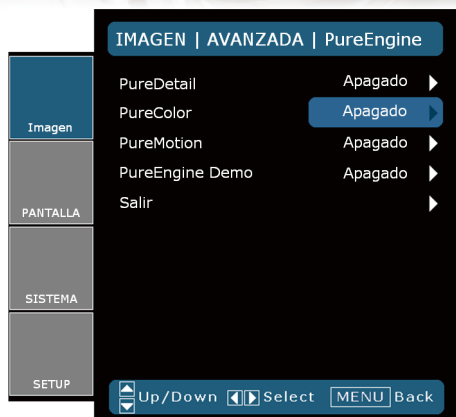 IMAGEN | AVANZADA | PureEngine
Imagen
PANTALLA
SISTEMA
SETUP
PureDetail Apagado
PureColor Apagado
PureMotion Apagado
PureEngine Demo Apagado
Salir
Up/Down Select MENU Back